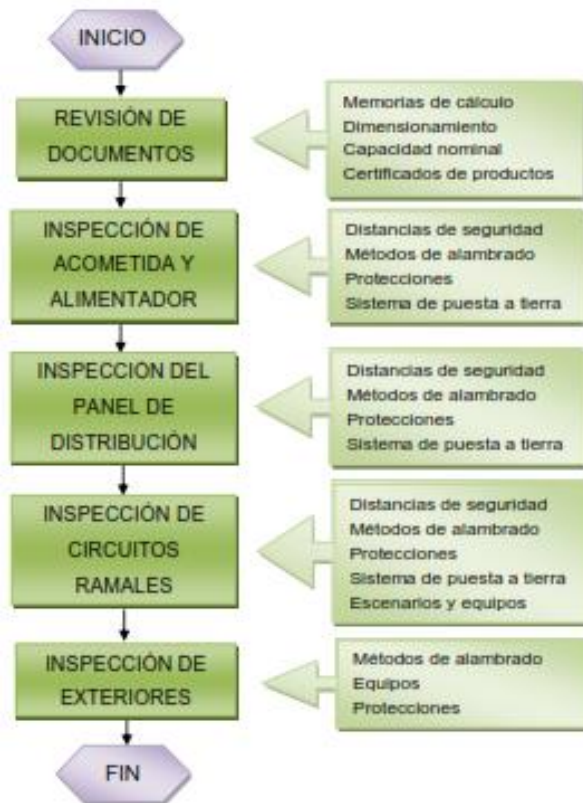 INICIO
REVISIÓN DE
DOCUMENTOS
Memorias de cálculo
Dimensionamiento
Capacidad nominal
Certificados de productos
INSPECCIÓN DE
ACOMETIDA Y
ALIMENTADOR
Distancias de seguridad
Métodos de alambrado
Protecciones
Sistema de puesta a tierra
INSPECCIÓN DEL
PANEL DE
DISTRIBUCIÓN
Distancias de seguridad
Métodos de alambrado
Protecciones
Sistema de puesta a tierra
INSPECCIÓN DE
CIRCUITOS
RAMALES
Distancias de seguridad
Métodos de alambrado
Protecciones
Sistema de puesta a tierra
Escenarios y equipos
INSPECCIÓN DE
EXTERIORES
Métodos de alambrado
Equipos
Protecciones
FIN